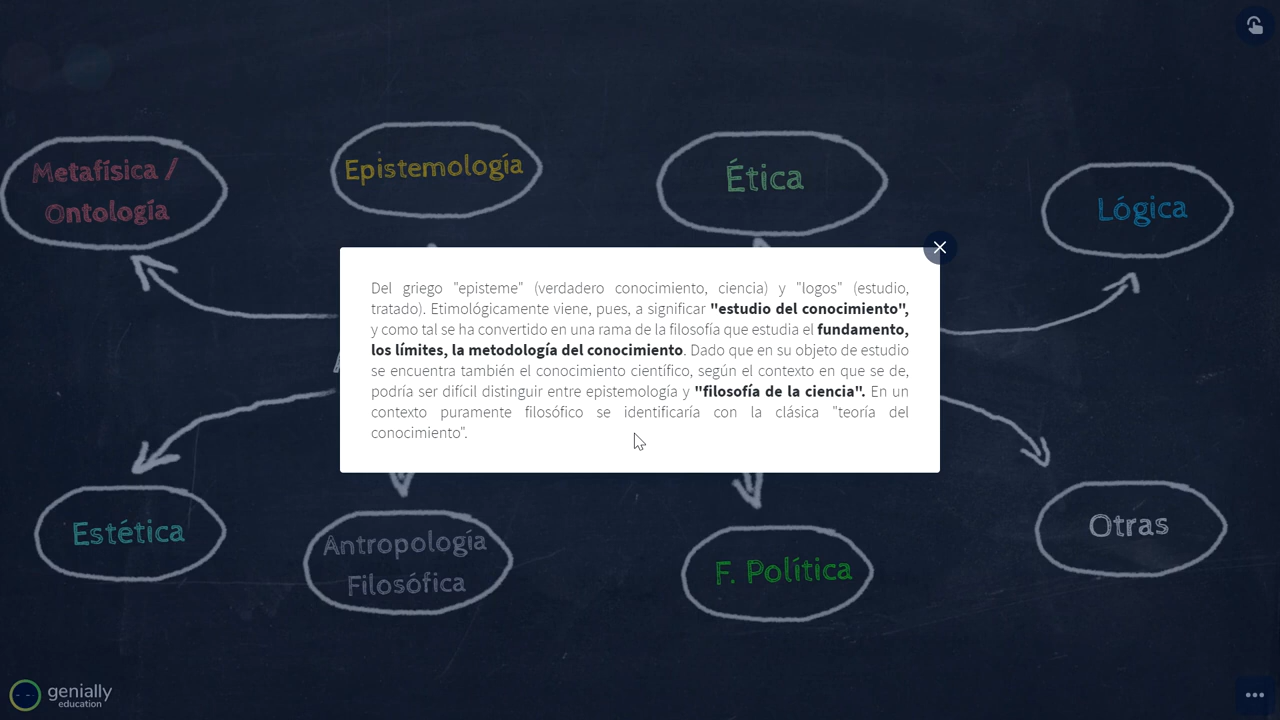 Metafísica /
Ontología
Epistemología
Ética
Lógica
Del griego "episteme" (verdadero conocimiento, ciencia) y "logos" (estudio,
tratado). Etimológicamente viene, pues, a significar "estudio del conocimiento",
y como tal se ha convertido en una rama de la filosofía que estudia el fundamento,
los límites, la metodología del conocimiento. Dado que en su objeto de estudio
se encuentra también el conocimiento científico, según el contexto en que se de,
podría ser difícil distinguir entre epistemología y "filosofía de la ciencia". En un
contexto puramente filosófico se identificaría con la clásica "teoría del
conocimiento".
Estética
Antropología
Filosófica
F. Política
Otras
genially
education